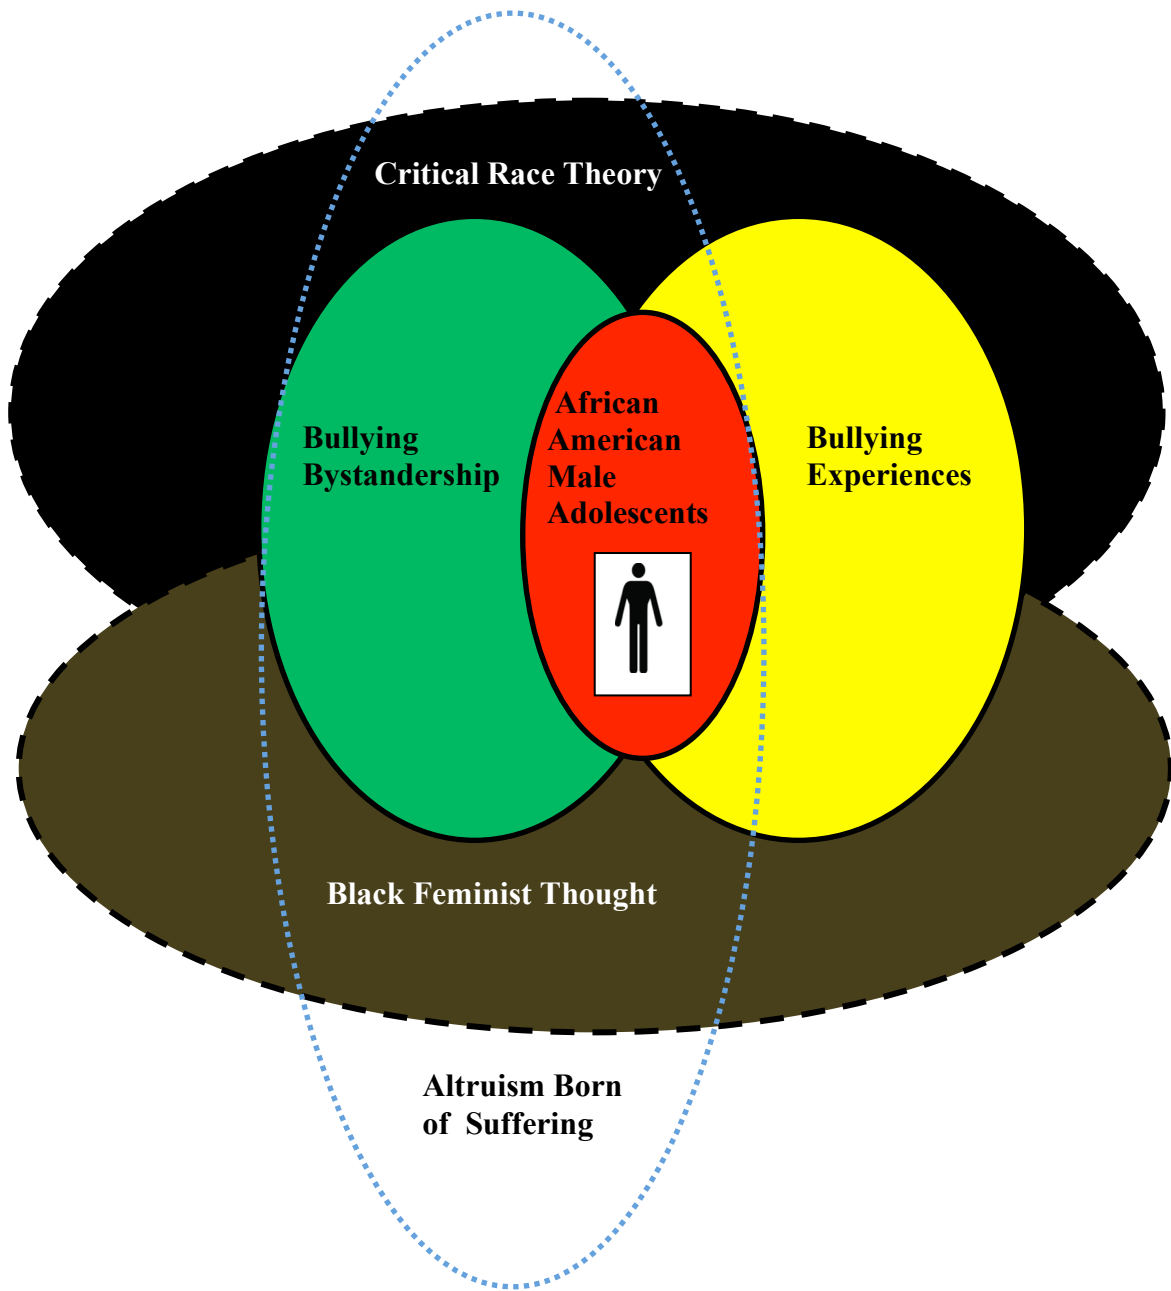 Critical Race Theory
Bullying
Bystandership
African
American
Male
Adolescents
Bullying
Experiences
Black Feminist Thought
Altruism Born
of Suffering